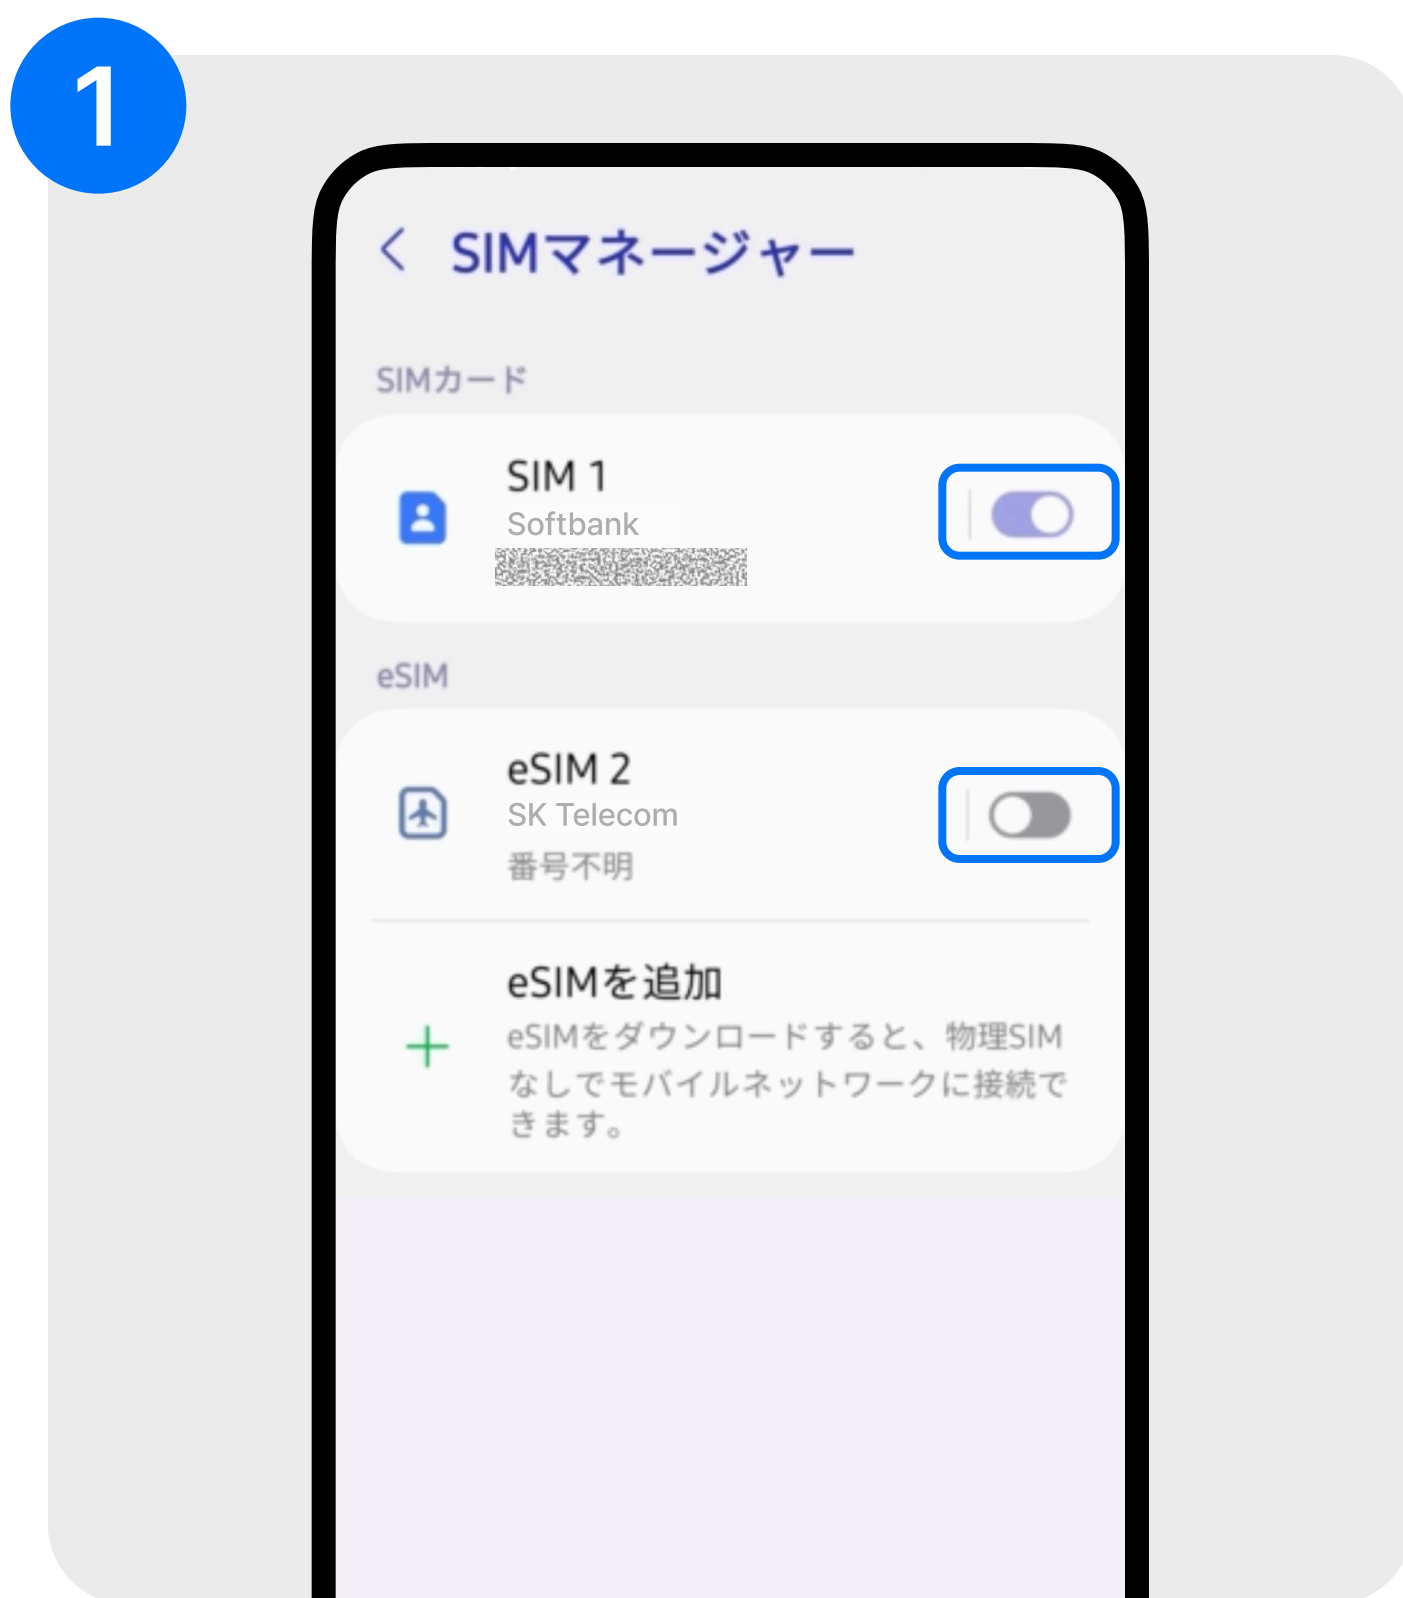 1
SIMマネージャー
SIMカード
SIM 1
Softbank
eSIM
eSIM 2
SK Telecom
番号不明
eSIMを追加
eSIMをダウンロードすると、物理SIM
なしでモバイルネットワークに接続で
きます。